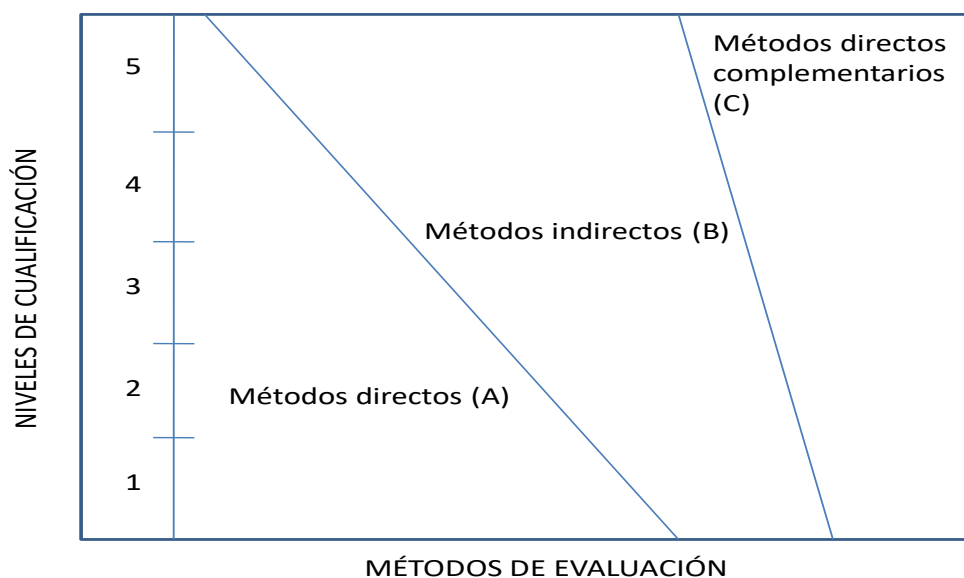 NIVELES DE CUALIFICACIÓN
5
4
3
2
1
Métodos directos
complementarios
(C)
Métodos indirectos (B)
Métodos directos (A)
MÉTODOS DE EVALUACIÓN